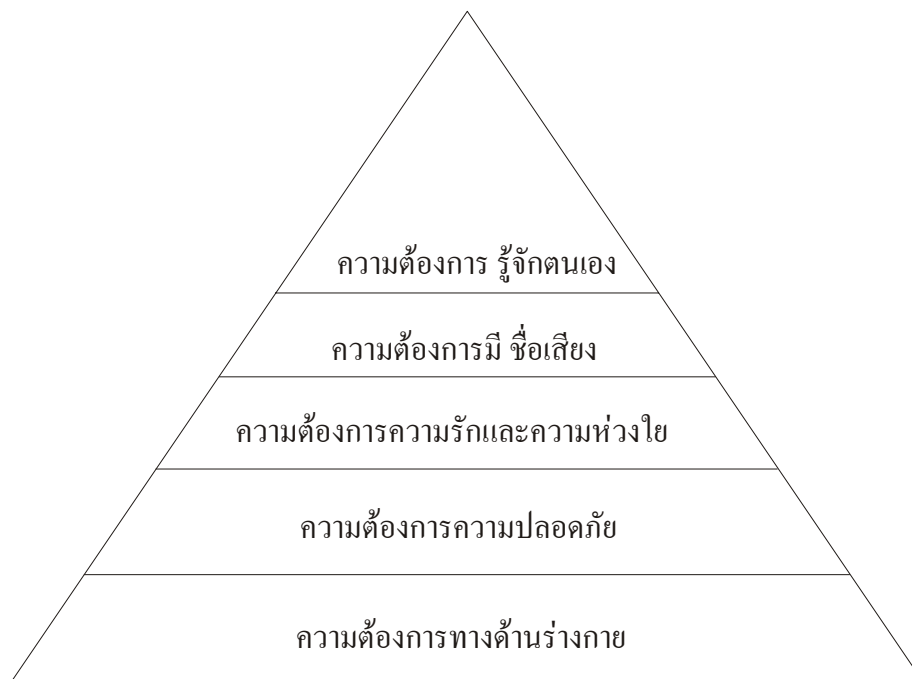 ความต้องการ รู้จักตนเอง
ความต้องการมี ชื่อเสียง
ความต้องการความรักและความห่วงใย
ความต้องการความปลอดภัย
ความต้องการทางด้านร่างกาย